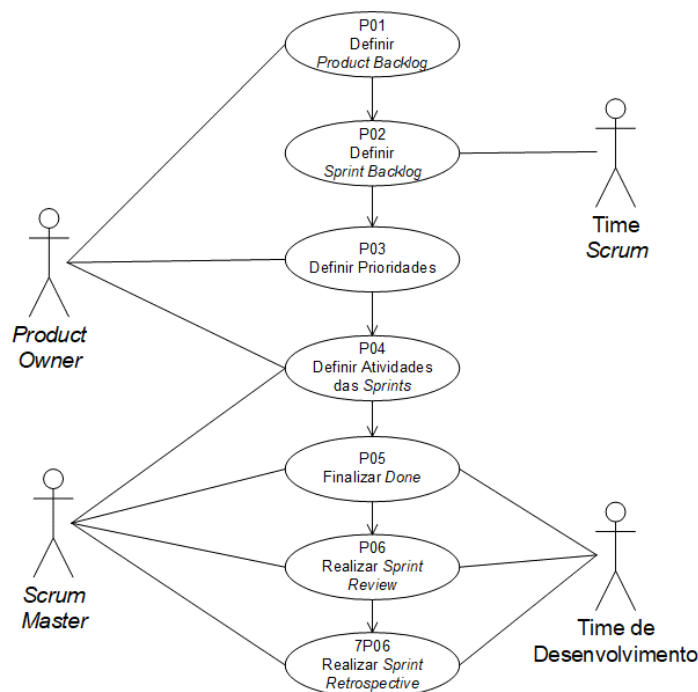 P01
Definir
Product Backlog
P02
Definir
Sprint Backlog
Time
Scrum
P03
Definir Prioridades
Product
Owner
P04
Definir Atividades
das Sprints
P05
Finalizar Done
Scrum
Master
P06
Realizar Sprint
Review
Time de
Desenvolvimento
7P06
Realizar Sprint
Retrospective